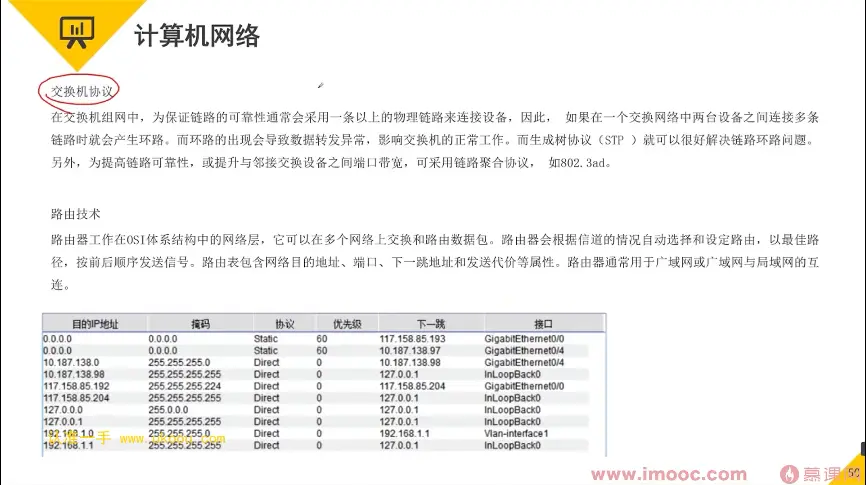 计算机网络
交换机协议
在交换机组网中，为保证链路的可靠性通常会采用一条以上的物理链路来连接设备，因此， 如果在一个交换网络中两台设备之间连接多条
链路时就会产生环路。而环路的出现会导致数据转发异常，影响交换机的正常工作。而生成树协议（STP ）就可以很好解决链路环路问题。
另外，为提高链路可靠性，或提升与邻接交换设备之间端口带宽，可采用链路聚合协议， 如802.3ad。
路由技术
路由器工作在OSI体系结构中的网络层，它可以在多个网络上交换和路由数据包。路由器会根据信道的情况自动选择和设定路由，以最佳路
径，按前后顺序发送信号。路由表包含网络目的地址、端口、下一跳地址和发送代价等属性。路由器通常用于广域网或广域网与局域网的互
连。
目的IP地址 掩码 协议 优先级 下一跳 接口
0.0.0.0 0.0.0.0 Static 60 117.158.85.193 GigabitEthernet0/0
0.0.0.0 0.0.0.0 Static 60 10.187.138.97 GigabitEthernet0/4
10.187.138.0 255.255.255.0 Direct 0 10.187.138.98 GigabitEthernet0/4
10.187.138.98 255.255.255.255 Direct 0 127.0.0.1 InLoopBack0
117.158.85.192 255.255.255.224 Direct 0 117.158.85.204 GigabitEthernet0/0
117.158.85.204 255.255.255.255 Direct 0 127.0.0.1 InLoopBack0
127.0.0.0 255.0.0.0 Direct 0 127.0.0.1 InLoopBack0
127.0.0.1 255.255.255.255 Direct 0 127.0.0.1 InLoopBack0
192.168.1.0 255.255.255.0 Direct 0 192.168.1.1 Vlan-interface1
192.168.1.1 255.255.255.255 Direct 0 127.0.0.1 InLoopBack0
www.imooc.com 慕课